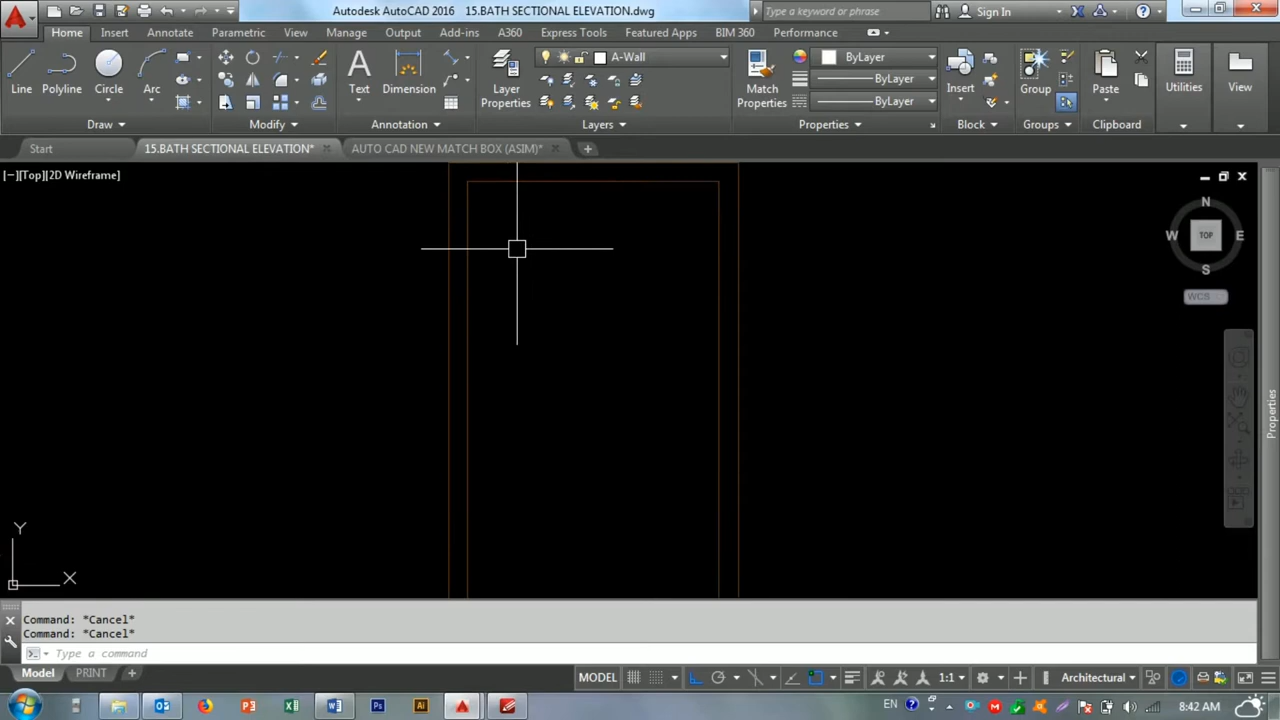 Autodesk AutoCAD 2016   15.BATH SECTIONAL ELEVATION.dwg
Type a keyword or phrase
Sign In
Home Insert Annotate Parametric View Manage Output Add-ins A360 Express Tools Featured Apps BIM 360 Performance
A-Wall
ByLayer
ByLayer
ByLayer
Line Polyline Circle Arc Text Dimension
Layer Properties
Match Properties
Insert Group Paste Utilities View
Draw Modify Annotation Layers Properties Block Groups Clipboard
Start
15.BATH SECTIONAL ELEVATION*
AUTO CAD NEW MATCH BOX (ASIM)*
[−][Top][2D Wireframe]
N
W TOP E
S
WCS
Properties
Y
X
Command: *Cancel*
Command: *Cancel*
Type a command
Model PRINT
MODEL
1:1
Architectural
EN
8:42 AM